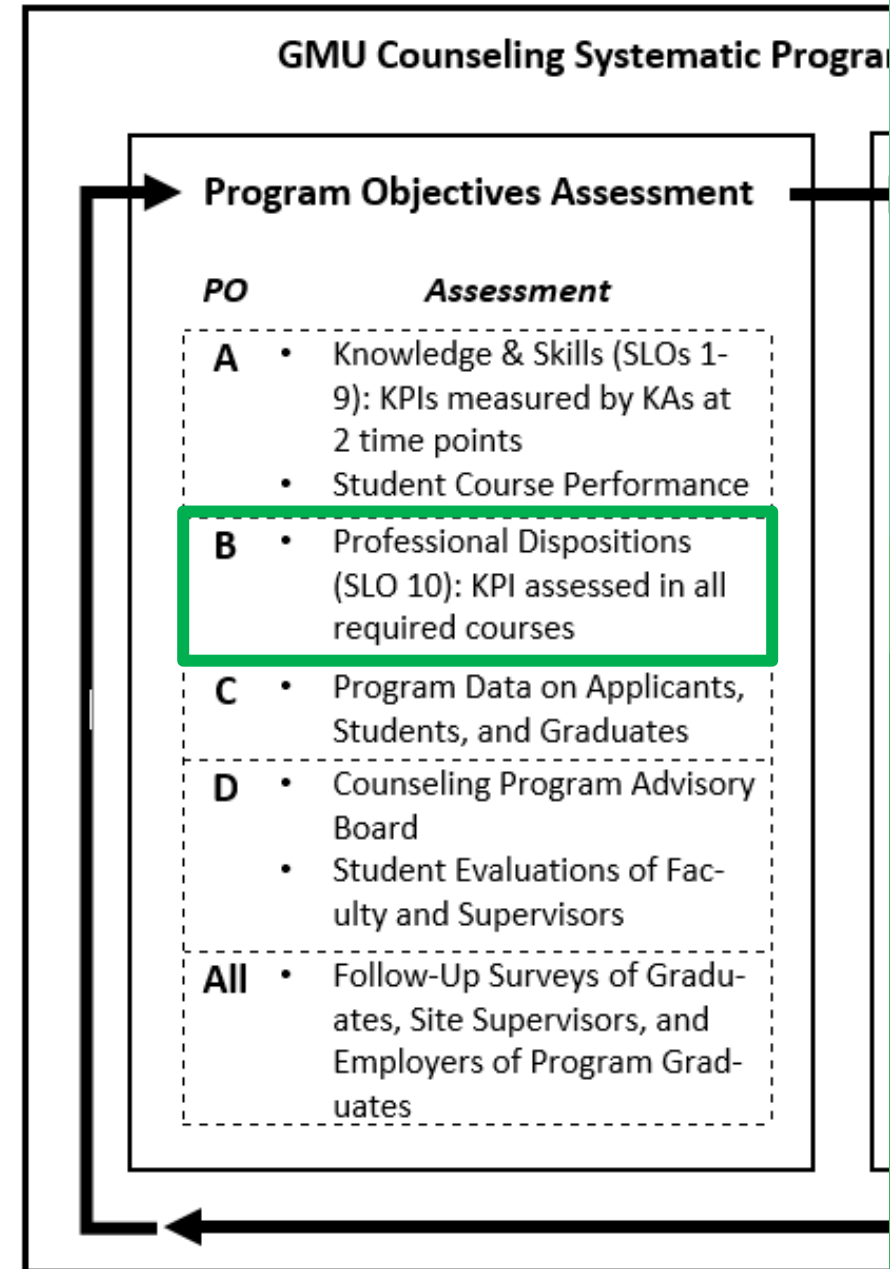 GMU Counseling Systematic
Program Objectives Assessment
PO Assessment
A • Knowledge & Skills (SLOs 1-
9): KPIs measured by KAs at
2 time points
• Student Course Performance
B • Professional Dispositions
(SLO 10): KPI assessed in all
required courses
C • Program Data on Applicants,
Students, and Graduates
D • Counseling Program Advisory
Board
• Student Evaluations of Fac-
ulty and Supervisors
All • Follow-Up Surveys of Gradu-
ates, Site Supervisors, and
Employers of Program Grad-
uates